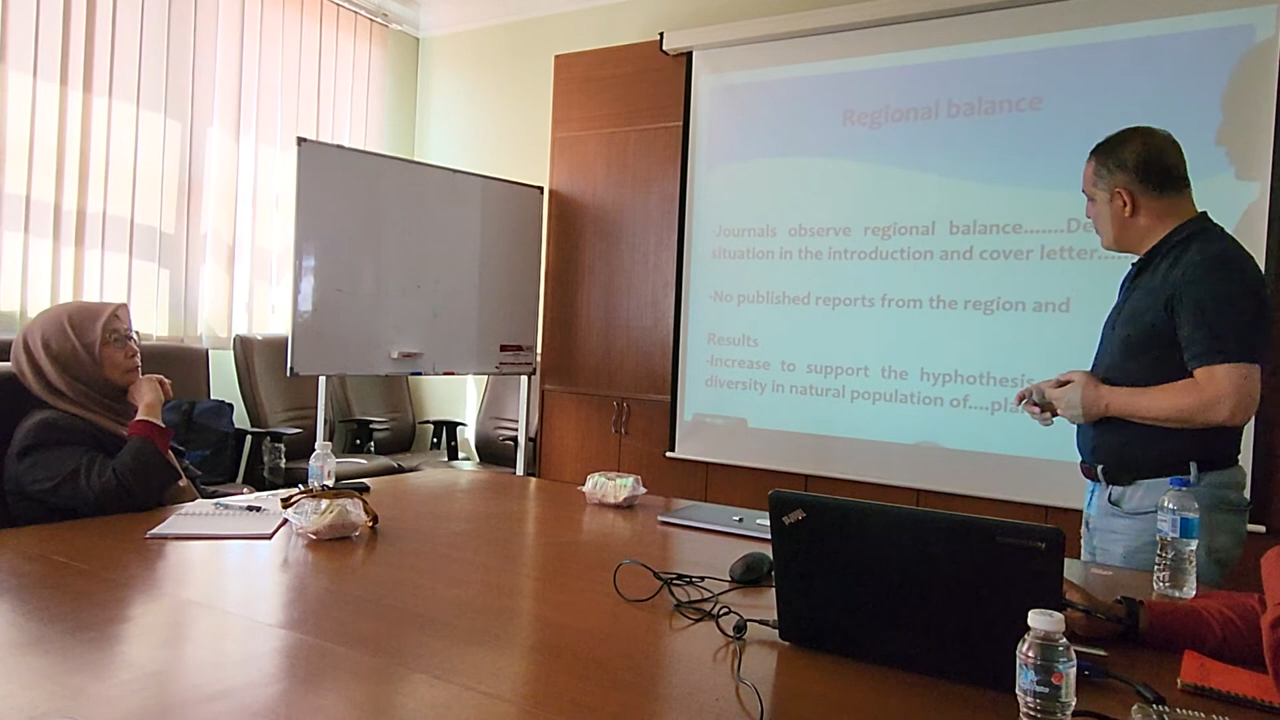 Regional balance
-Journals observe regional balance.......De
situation in the introduction and cover letter......
-No published reports from the region and
Results
-Increase to support the hyphothesis
diversity in natural population of....pla
ThinkPad